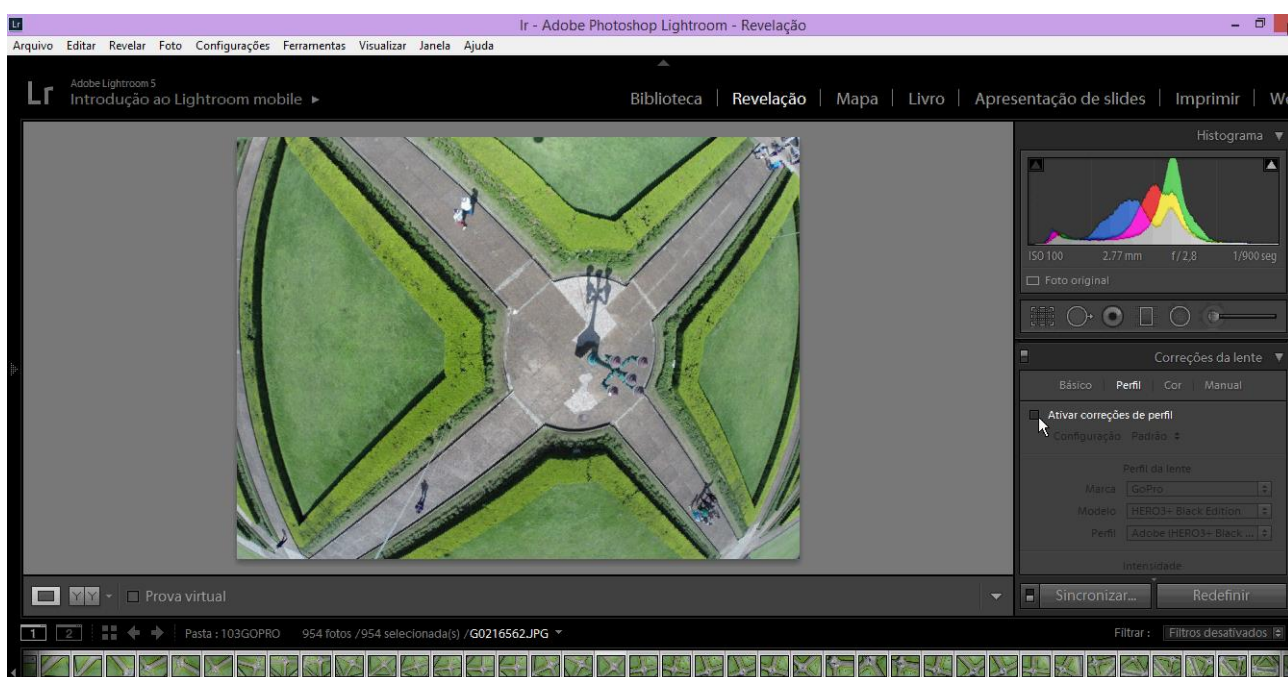 Lr
lr - Adobe Photoshop Lightroom - Revelação
Arquivo Editar Revelar Foto Configurações Ferramentas Visualizar Janela Ajuda
Lr
Adobe Lightroom 5
Introdução ao Lightroom mobile
Biblioteca | Revelação | Mapa | Livro | Apresentação de slides | Imprimir | We
Histograma
ISO 100 2.77 mm f / 2,8 1/900 seg
Foto original
Correções da lente
Básico | Perfil | Cor | Manual
Ativar correções de perfil
Configuração Padrão
Perfil da lente
Marca GoPro
Modelo HERO3+ Black Edition
Perfil Adobe (HERO3+ Black ...
Intensidade
Y Y Prova virtual
Sincronizar... Redefinir
1 2 Pasta : 103GOPRO 954 fotos /954 selecionada(s) /G0216562.JPG Filtrar : Filtros desativados